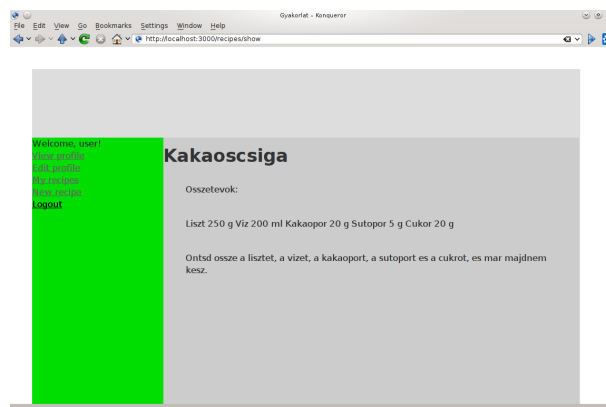 Gyakorlat - Konqueror
File Edit View Go Bookmarks Settings Window Help
http://localhost:3000/recipes/show
Welcome, user!
View profile
Edit profile
My recipes
New recipe
Logout
Kakaoscsiga
Osszetevok:
Liszt 250 g Viz 200 ml Kakaopor 20 g Sutopor 5 g Cukor 20 g
Ontsd ossze a lisztet, a vizet, a kakaoport, a sutoport es a cukrot, es mar majdnem
kesz.